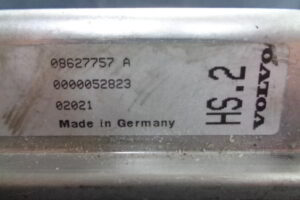 08627757 A
0000052823
02021
Made in Germany
HS.2
VOLVO